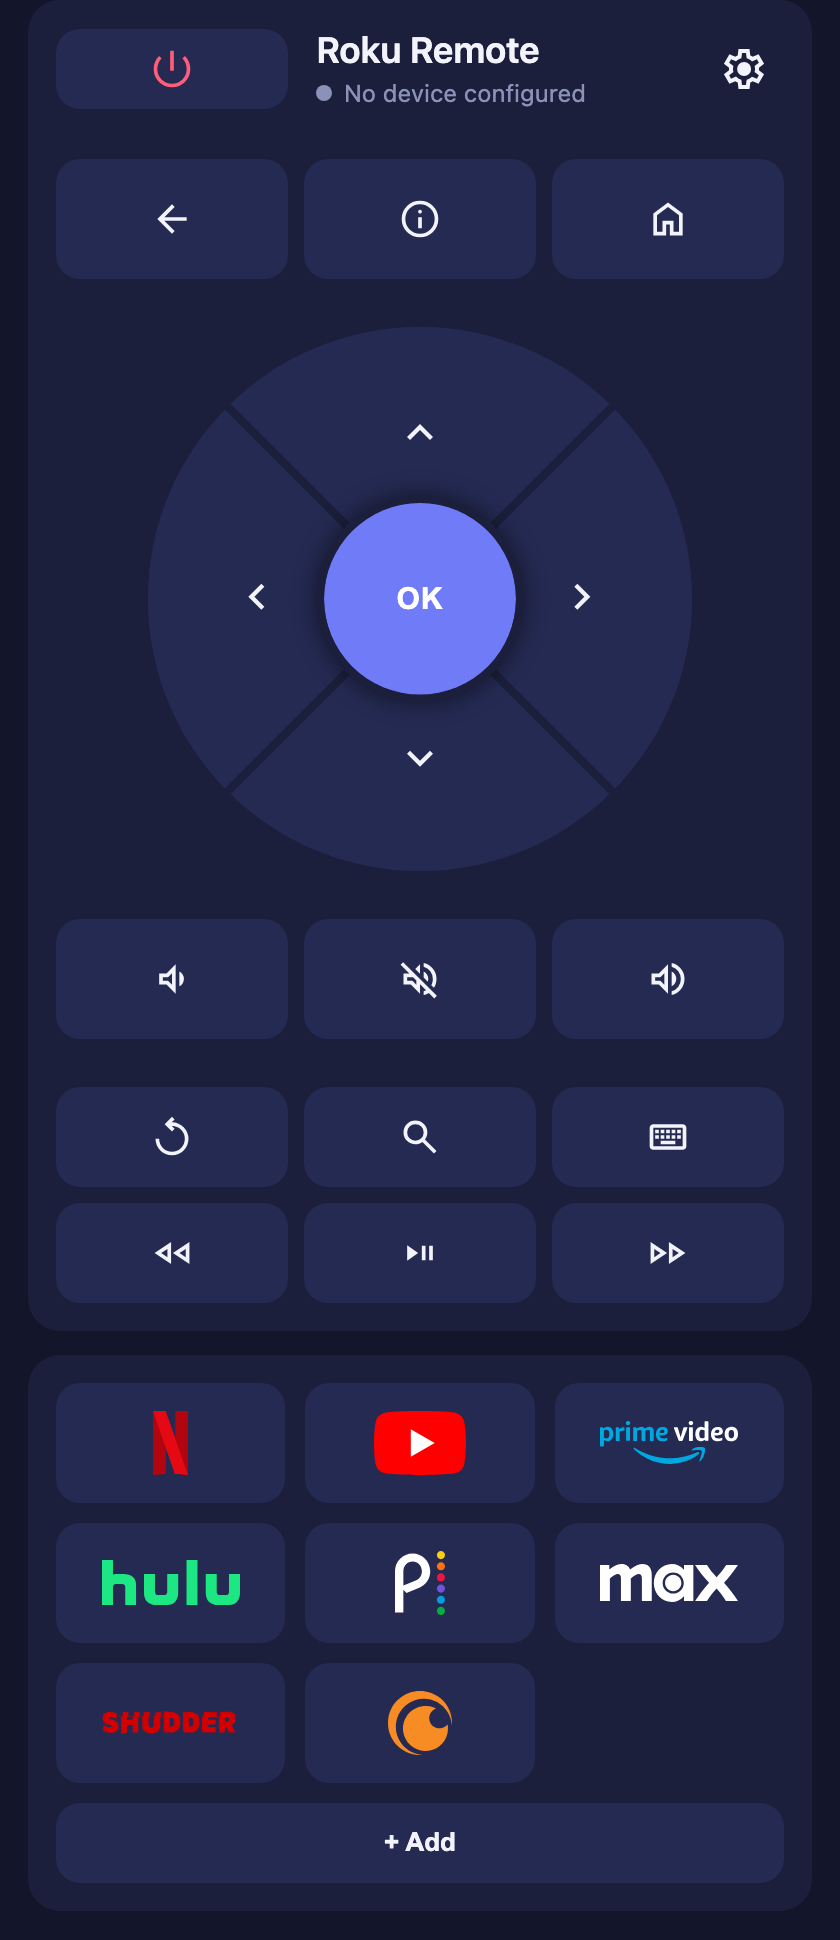 Roku Remote
No device configured
OK
N
prime video
hulu
P
max
SHUDDER
+ Add